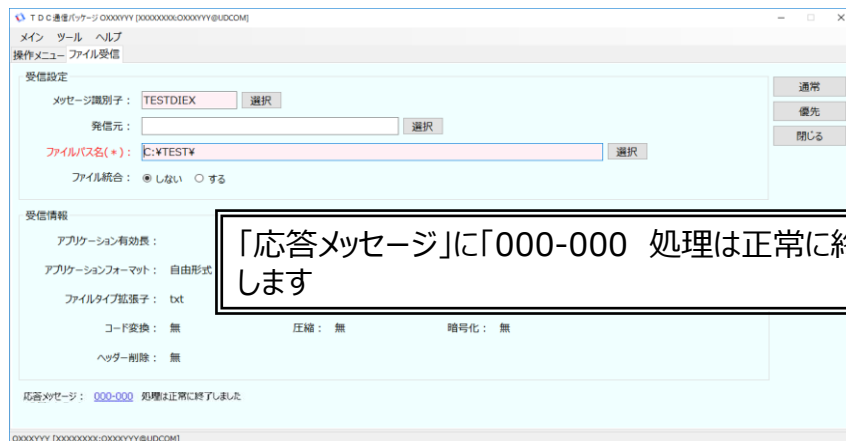 TDC通信パッケージ OXXXYYY [XXXXXXXX:OXXXYYY@UDCOM]
メイン ツール ヘルプ
操作メニュー ファイル受信
受信設定
メッセージ識別子： TESTDIEX 選択
発信元： 選択
ファイルパス名(＊)： C:¥TEST¥ 選択
ファイル統合： しない する
通常
優先
閉じる
受信情報
アプリケーション有効長：
アプリケーションフォーマット： 自由形式
ファイルタイプ拡張子： txt
コード変換： 無 圧縮： 無 暗号化： 無
ヘッダー削除： 無
「応答メッセージ」に「000-000 処理は正常に終
します
応答メッセージ： 000-000 処理は正常に終了しました
OXXXYYY [XXXXXXXX:OXXXYYY@UDCOM]